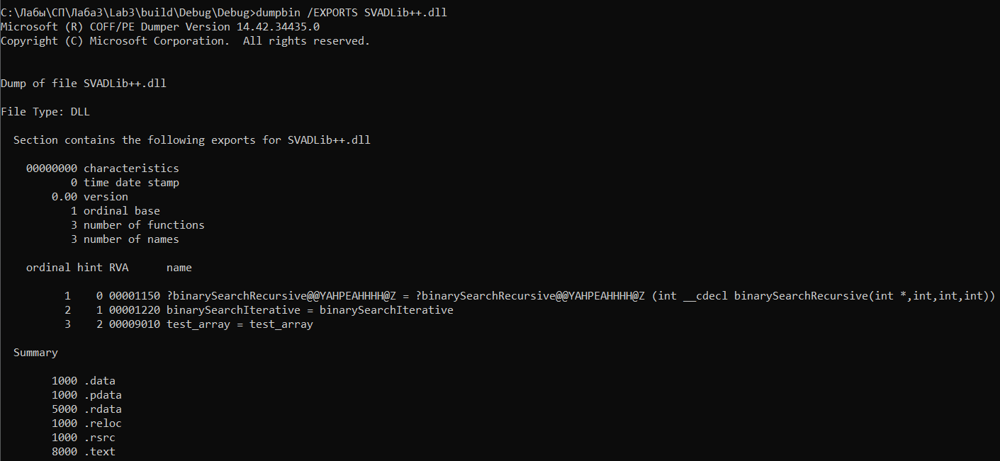 C:\Лабы\СП\Лаба3\Lab3\build\Debug\Debug>dumpbin /EXPORTS SVADLib++.dll
Microsoft (R) COFF/PE Dumper Version 14.42.34435.0
Copyright (C) Microsoft Corporation.  All rights reserved.
Dump of file SVADLib++.dll
File Type: DLL
  Section contains the following exports for SVADLib++.dll
    00000000 characteristics
           0 time date stamp
        0.00 version
           1 ordinal base
           3 number of functions
           3 number of names
    ordinal hint RVA      name
          1    0 00001150 ?binarySearchRecursive@@YAHPEAHHHH@Z = ?binarySearchRecursive@@YAHPEAHHHH@Z (int __cdecl binarySearchRecursive(int *,int,int,int))
          2    1 00001220 binarySearchIterative = binarySearchIterative
          3    2 00009010 test_array = test_array
  Summary
        1000 .data
        1000 .pdata
        5000 .rdata
        1000 .reloc
        1000 .rsrc
        8000 .text